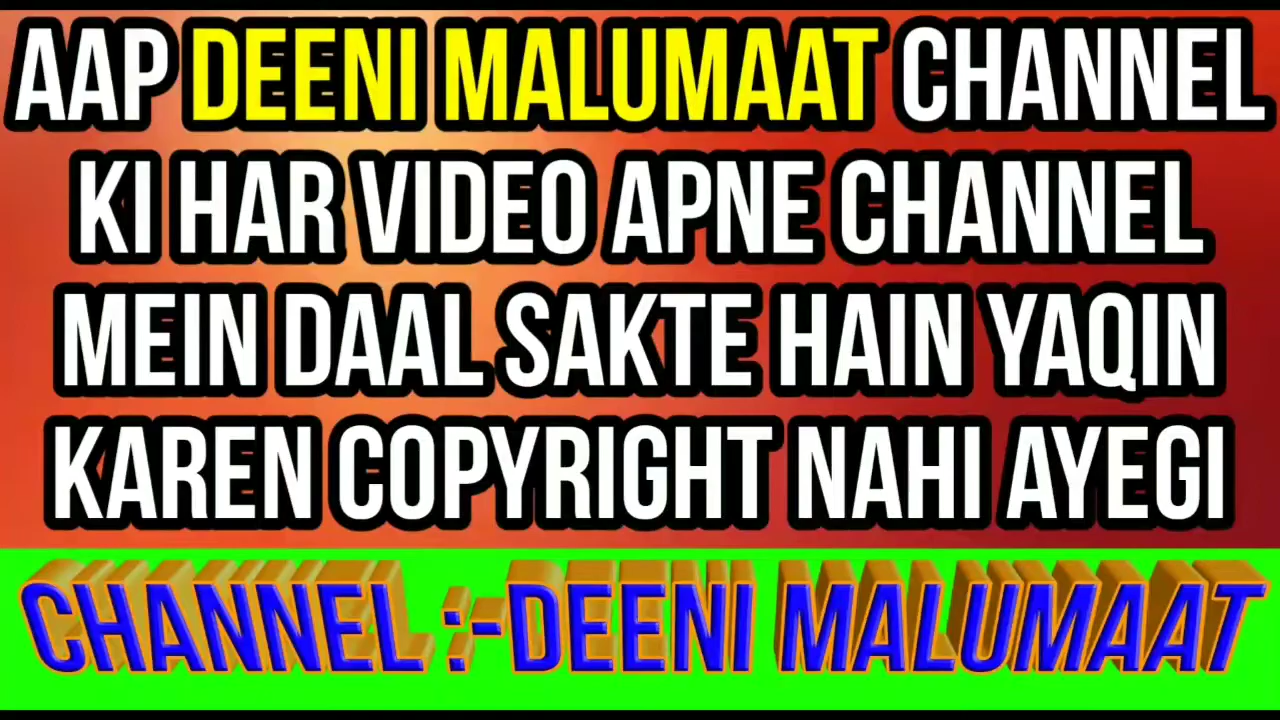 AAP DEENI MALUMAAT CHANNEL
KI HAR VIDEO APNE CHANNEL
MEIN DAAL SAKTE HAIN YAQIN
KAREN COPYRIGHT NAHI AYEGI
CHANNEL :-DEENI MALUMAAT